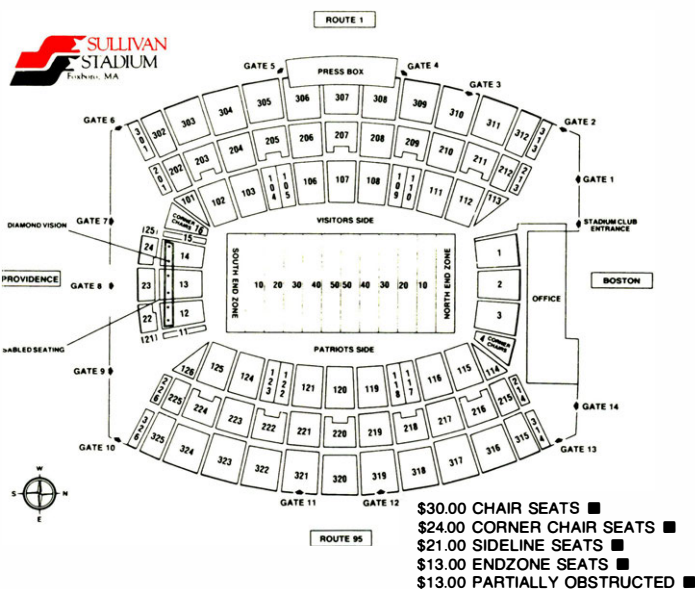 ROUTE 1
SULLIVAN
STADIUM
Foxboro, MA
GATE 5
PRESS BOX
GATE 4
GATE 3
GATE 6
GATE 2
301 302 303 304 305 306 307 308 309 310 311 312 313
201 202 203 204 205 206 207 208 209 210 211 212 213
GATE 1
101 102 103 104 105 106 107 108 109 110 111 112 113
CORNER CHAIRS 16
GATE 7
VISITORS SIDE
STADIUM CLUB
ENTRANCE
DIAMOND VISION
(25) 15
24 14 1
PROVIDENCE
GATE 8
23 13
SOUTH END ZONE
10 20 30 40 50 50 40 30 20 10
NORTH END ZONE
2
OFFICE
BOSTON
22 12 3
(21) 11
4 CORNER CHAIRS
SABLED SEATING
PATRIOTS SIDE
GATE 9
126 125 124 123 122 121 120 119 118 117 116 115 114
226 225 224 223 222 221 220 219 218 217 216 215 214
GATE 14
326 325 324 323 322 321 320 319 318 317 316 315 314
GATE 10
GATE 13
GATE 11
GATE 12
W
S N
E
ROUTE 95
$30.00 CHAIR SEATS
$24.00 CORNER CHAIR SEATS
$21.00 SIDELINE SEATS
$13.00 ENDZONE SEATS
$13.00 PARTIALLY OBSTRUCTED